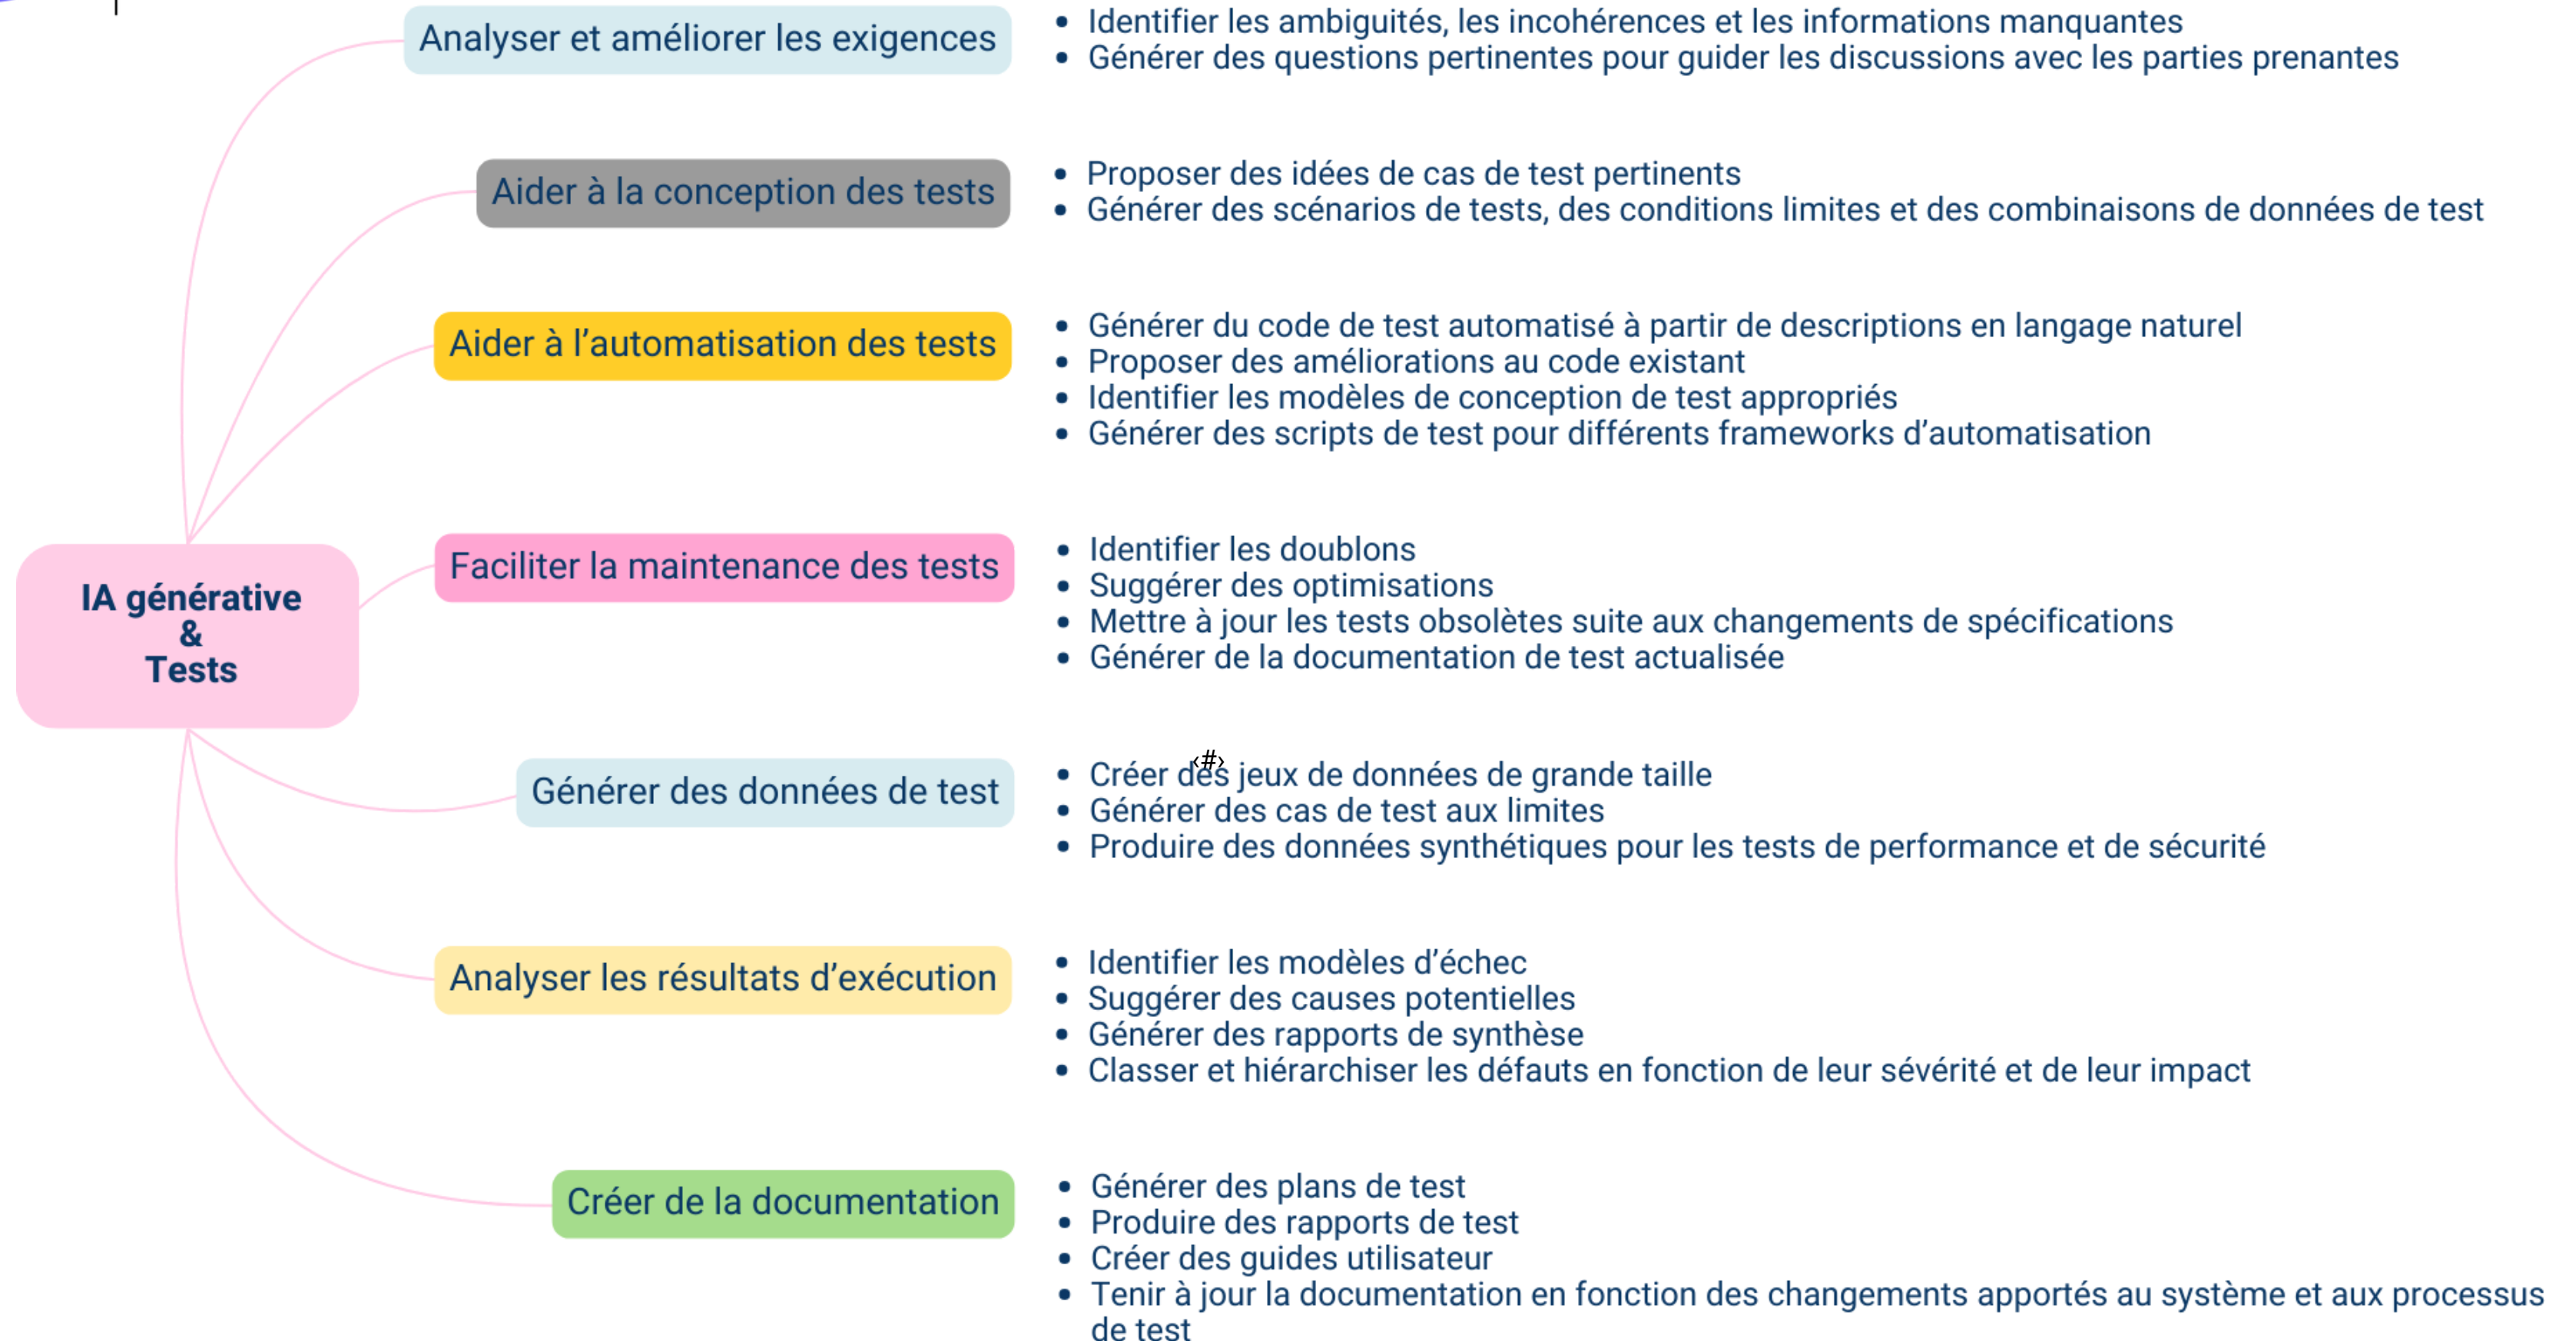 Analyser et améliorer les exigences
• Identifier les ambiguités, les incohérences et les informations manquantes
• Générer des questions pertinentes pour guider les discussions avec les parties prenantes
Aider à la conception des tests
• Proposer des idées de cas de test pertinents
• Générer des scénarios de tests, des conditions limites et des combinaisons de données de test
Aider à l’automatisation des tests
• Générer du code de test automatisé à partir de descriptions en langage naturel
• Proposer des améliorations au code existant
• Identifier les modèles de conception de test appropriés
• Générer des scripts de test pour différents frameworks d’automatisation
IA générative
&
Tests
Faciliter la maintenance des tests
• Identifier les doublons
• Suggérer des optimisations
• Mettre à jour les tests obsolètes suite aux changements de spécifications
• Générer de la documentation de test actualisée
‹#›
Générer des données de test
• Créer des jeux de données de grande taille
• Générer des cas de test aux limites
• Produire des données synthétiques pour les tests de performance et de sécurité
Analyser les résultats d’exécution
• Identifier les modèles d’échec
• Suggérer des causes potentielles
• Générer des rapports de synthèse
• Classer et hiérarchiser les défauts en fonction de leur sévérité et de leur impact
Créer de la documentation
• Générer des plans de test
• Produire des rapports de test
• Créer des guides utilisateur
• Tenir à jour la documentation en fonction des changements apportés au système et aux processus
de test